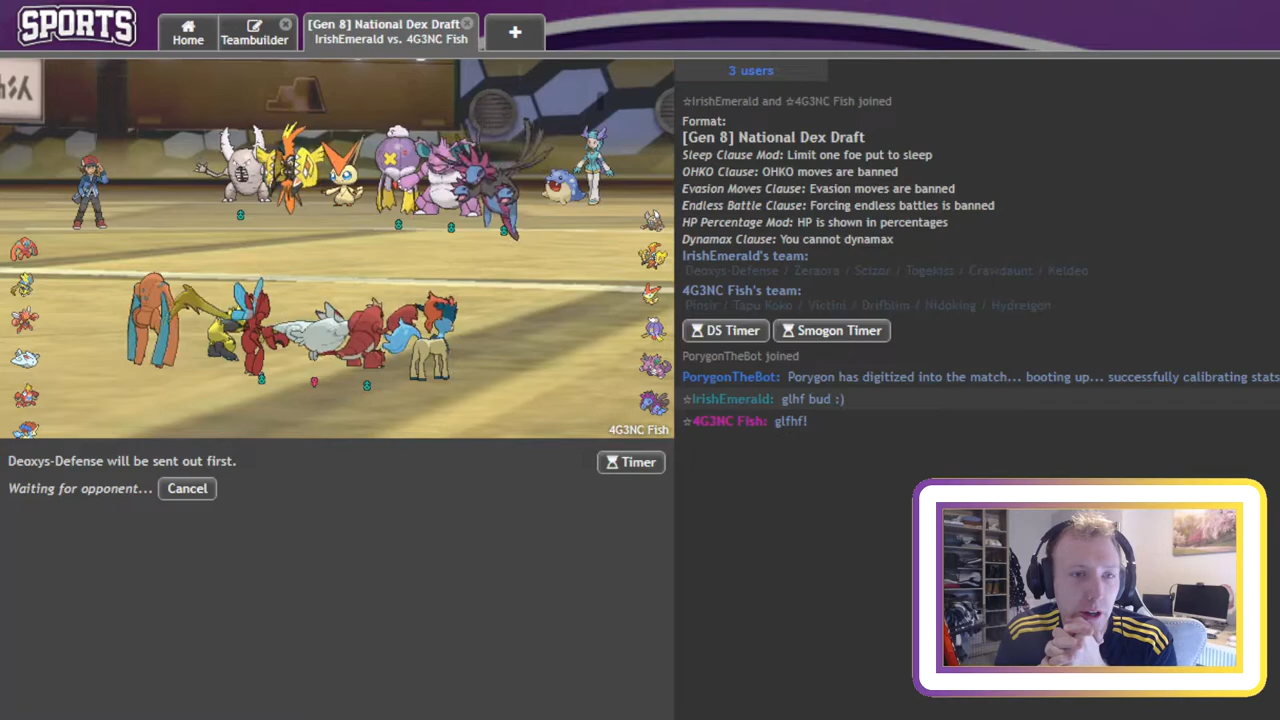 SPORTS
Home
Teambuilder
[Gen 8] National Dex Draft
IrishEmerald vs. 4G3NC Fish
3 users
☆IrishEmerald and ☆4G3NC Fish joined
Format:
[Gen 8] National Dex Draft
Sleep Clause Mod: Limit one foe put to sleep
OHKO Clause: OHKO moves are banned
Evasion Moves Clause: Evasion moves are banned
Endless Battle Clause: Forcing endless battles is banned
HP Percentage Mod: HP is shown in percentages
Dynamax Clause: You cannot dynamax
IrishEmerald's team:
Deoxys-Defense / Zeraora / Scizor / Togekiss / Crawdaunt / Keldeo
4G3NC Fish's team:
Pinsir / Tapu Koko / Victini / Drifblim / Nidoking / Hydreigon
DS Timer
Smogon Timer
PorygonTheBot joined
PorygonTheBot: Porygon has digitized into the match... booting up... successfully calibrating stats
☆IrishEmerald: glhf bud :)
☆4G3NC Fish: glfhf!
4G3NC Fish
Deoxys-Defense will be sent out first.
Timer
Waiting for opponent...
Cancel